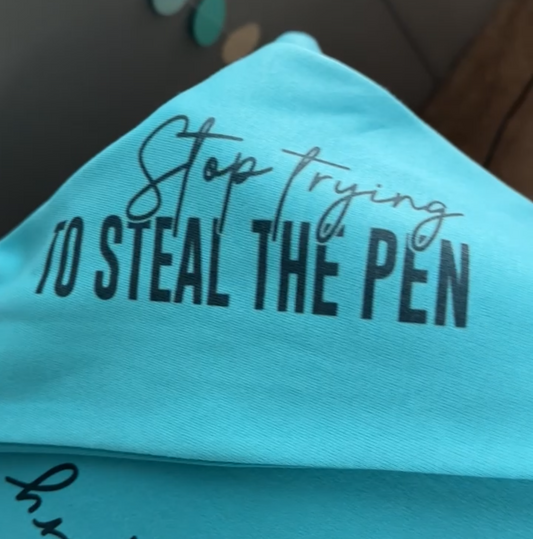 Stop trying
TO STEAL THE PEN